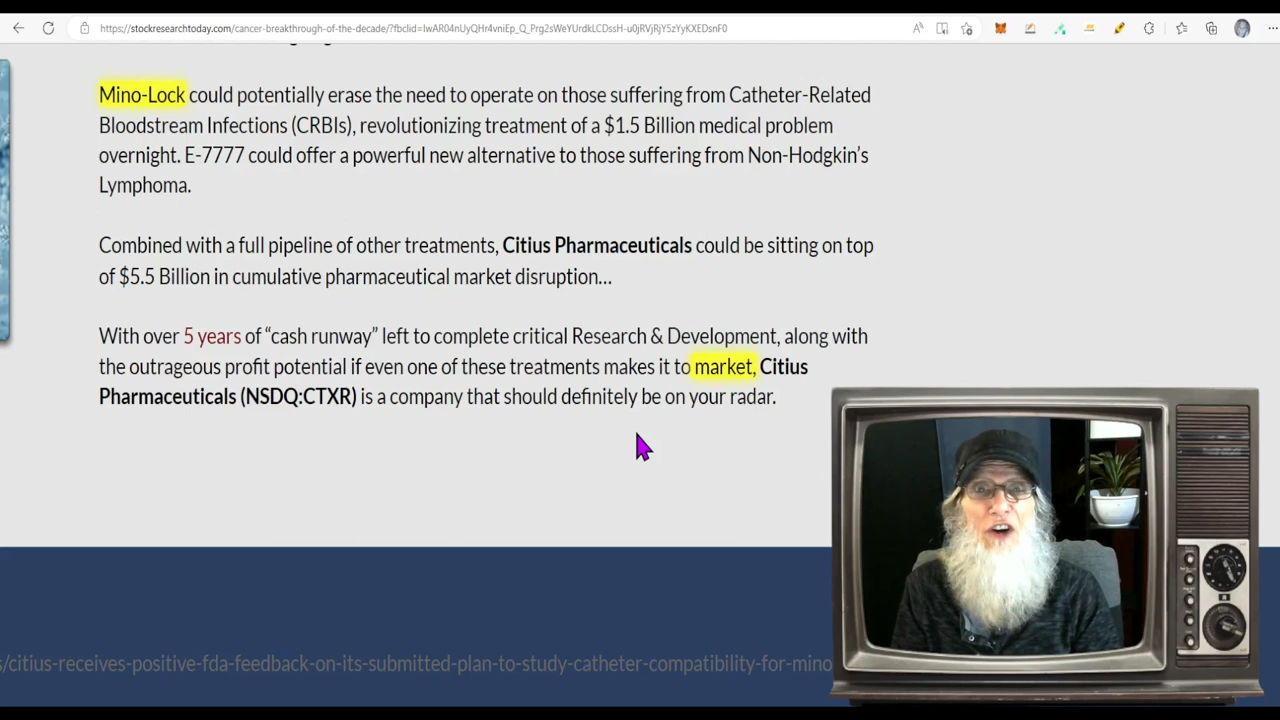 https://stockresearchtoday.com/cancer-breakthrough-of-the-decade/?fbclid=IwAR04nUyQHr4vniEp_Q_Prg2sWeYUrdkLCDssH-u0jRVjRjY5zYyKXEDsnF0
Mino-Lock could potentially erase the need to operate on those suffering from Catheter-Related
Bloodstream Infections (CRBIs), revolutionizing treatment of a $1.5 Billion medical problem
overnight. E-7777 could offer a powerful new alternative to those suffering from Non-Hodgkin's
Lymphoma.
Combined with a full pipeline of other treatments, Citius Pharmaceuticals could be sitting on top
of $5.5 Billion in cumulative pharmaceutical market disruption...
With over 5 years of “cash runway” left to complete critical Research & Development, along with
the outrageous profit potential if even one of these treatments makes it to market, Citius
Pharmaceuticals (NSDQ:CTXR) is a company that should definitely be on your radar.
s/citius-receives-positive-fda-feedback-on-its-submitted-plan-to-study-catheter-compatibility-for-mino